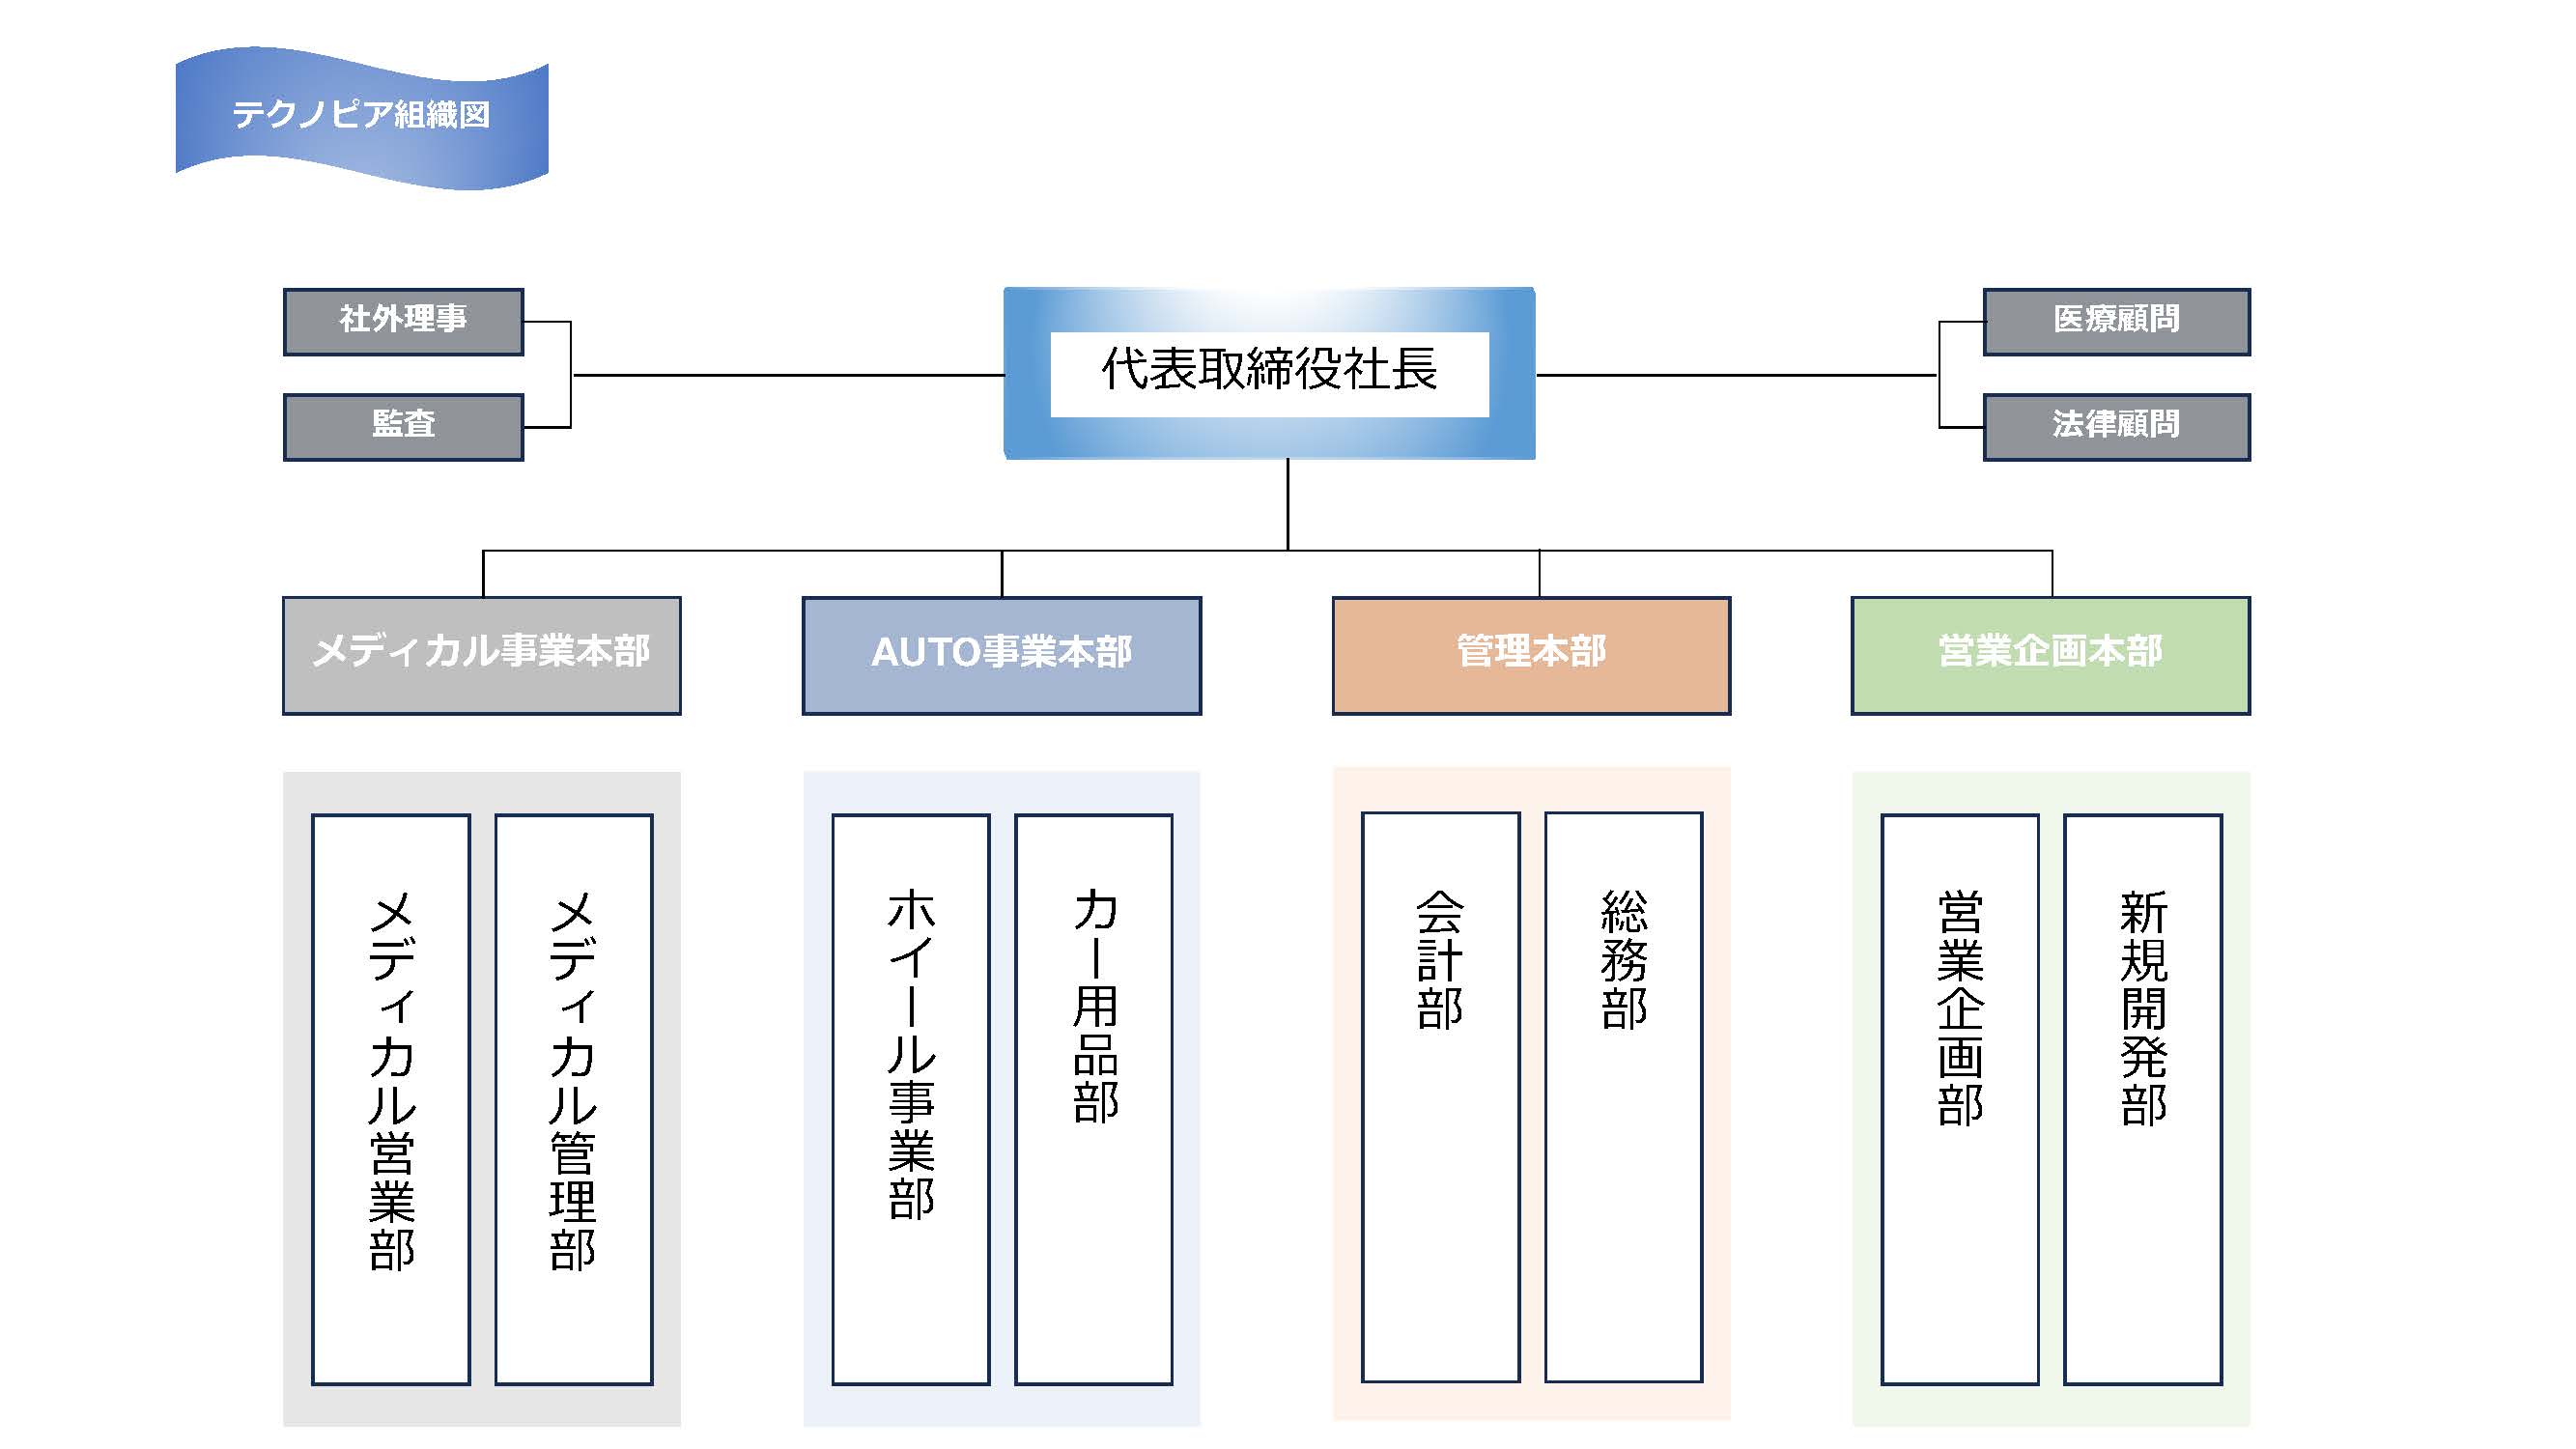 テクノピア組織図
社外理事
監査
代表取締役社長
医療顧問
法律顧問
メディカル事業本部
AUTO事業本部
管理本部
営業企画本部
メディカル営業部
メディカル管理部
ホイール事業部
カー用品部
会計部
総務部
営業企画部
新規開発部